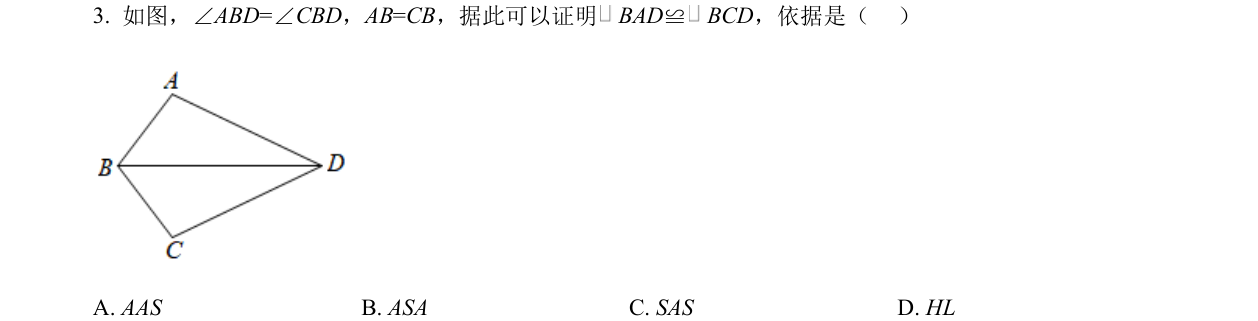 3. 如图，∠ABD=∠CBD，AB=CB，据此可以证明□ BAD≌□ BCD，依据是（ ）
A
B
D
C
A. AAS B. ASA C. SAS D. HL